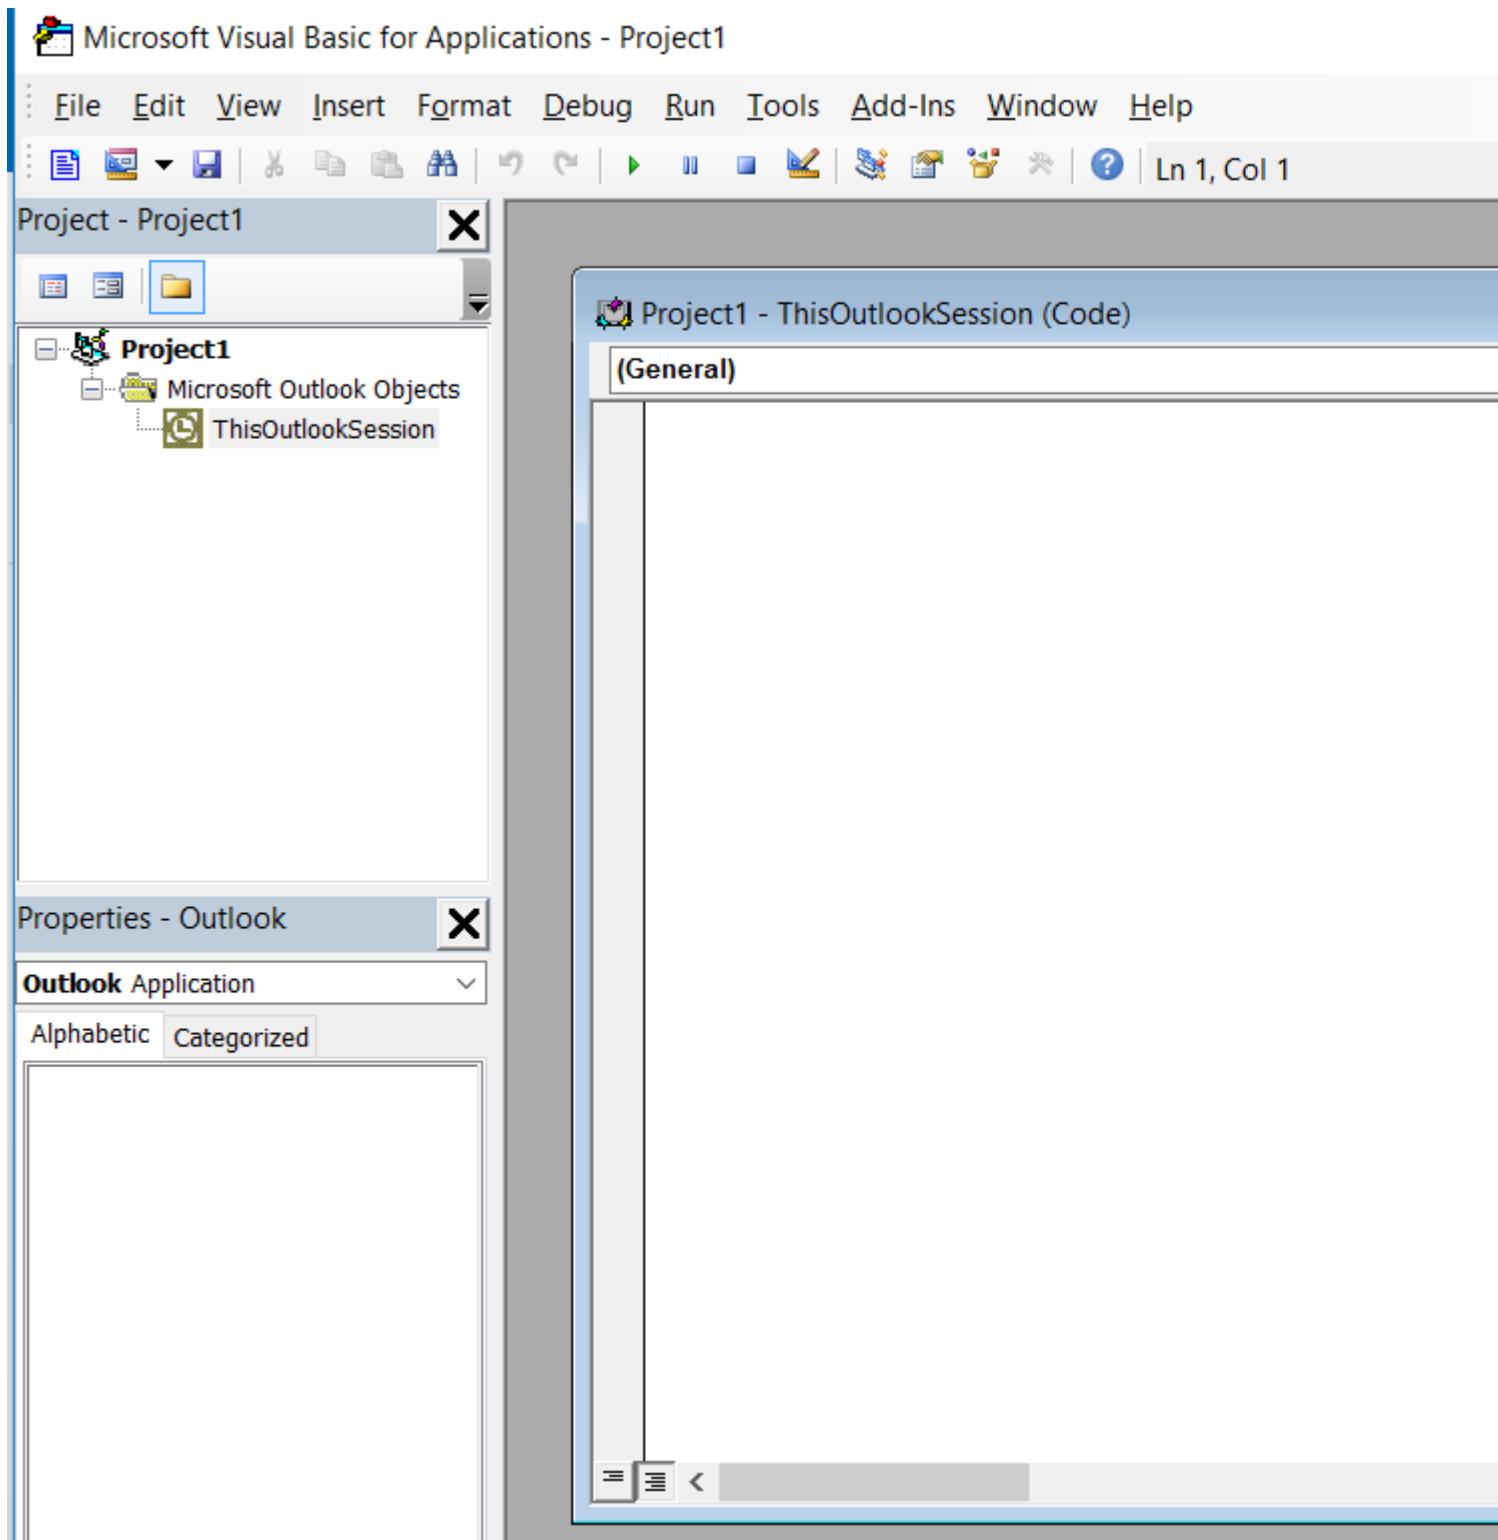 Microsoft Visual Basic for Applications - Project1
File Edit View Insert Format Debug Run Tools Add-Ins Window Help
Ln 1, Col 1
Project - Project1
Project1
Microsoft Outlook Objects
ThisOutlookSession
Project1 - ThisOutlookSession (Code)
(General)
Properties - Outlook
Outlook Application
Alphabetic Categorized